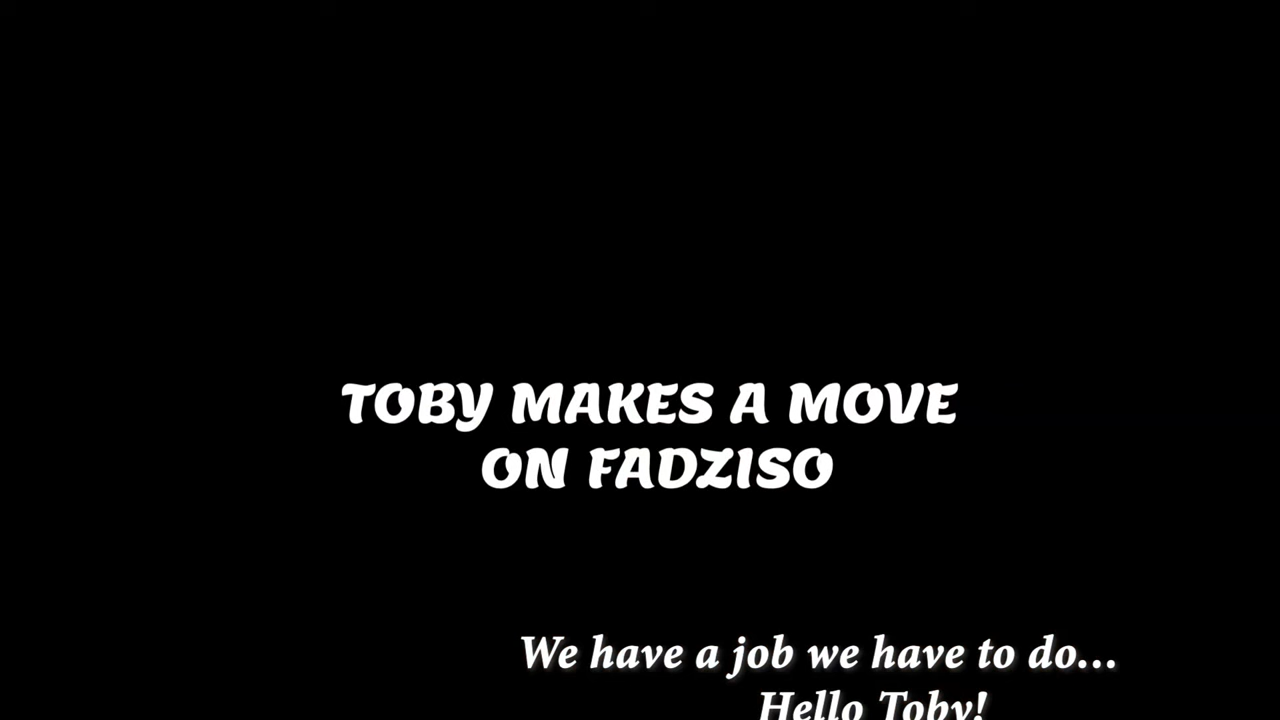 TOBY MAKES A MOVE
ON FADZISO
We have a job we have to do...
Hello Toby!